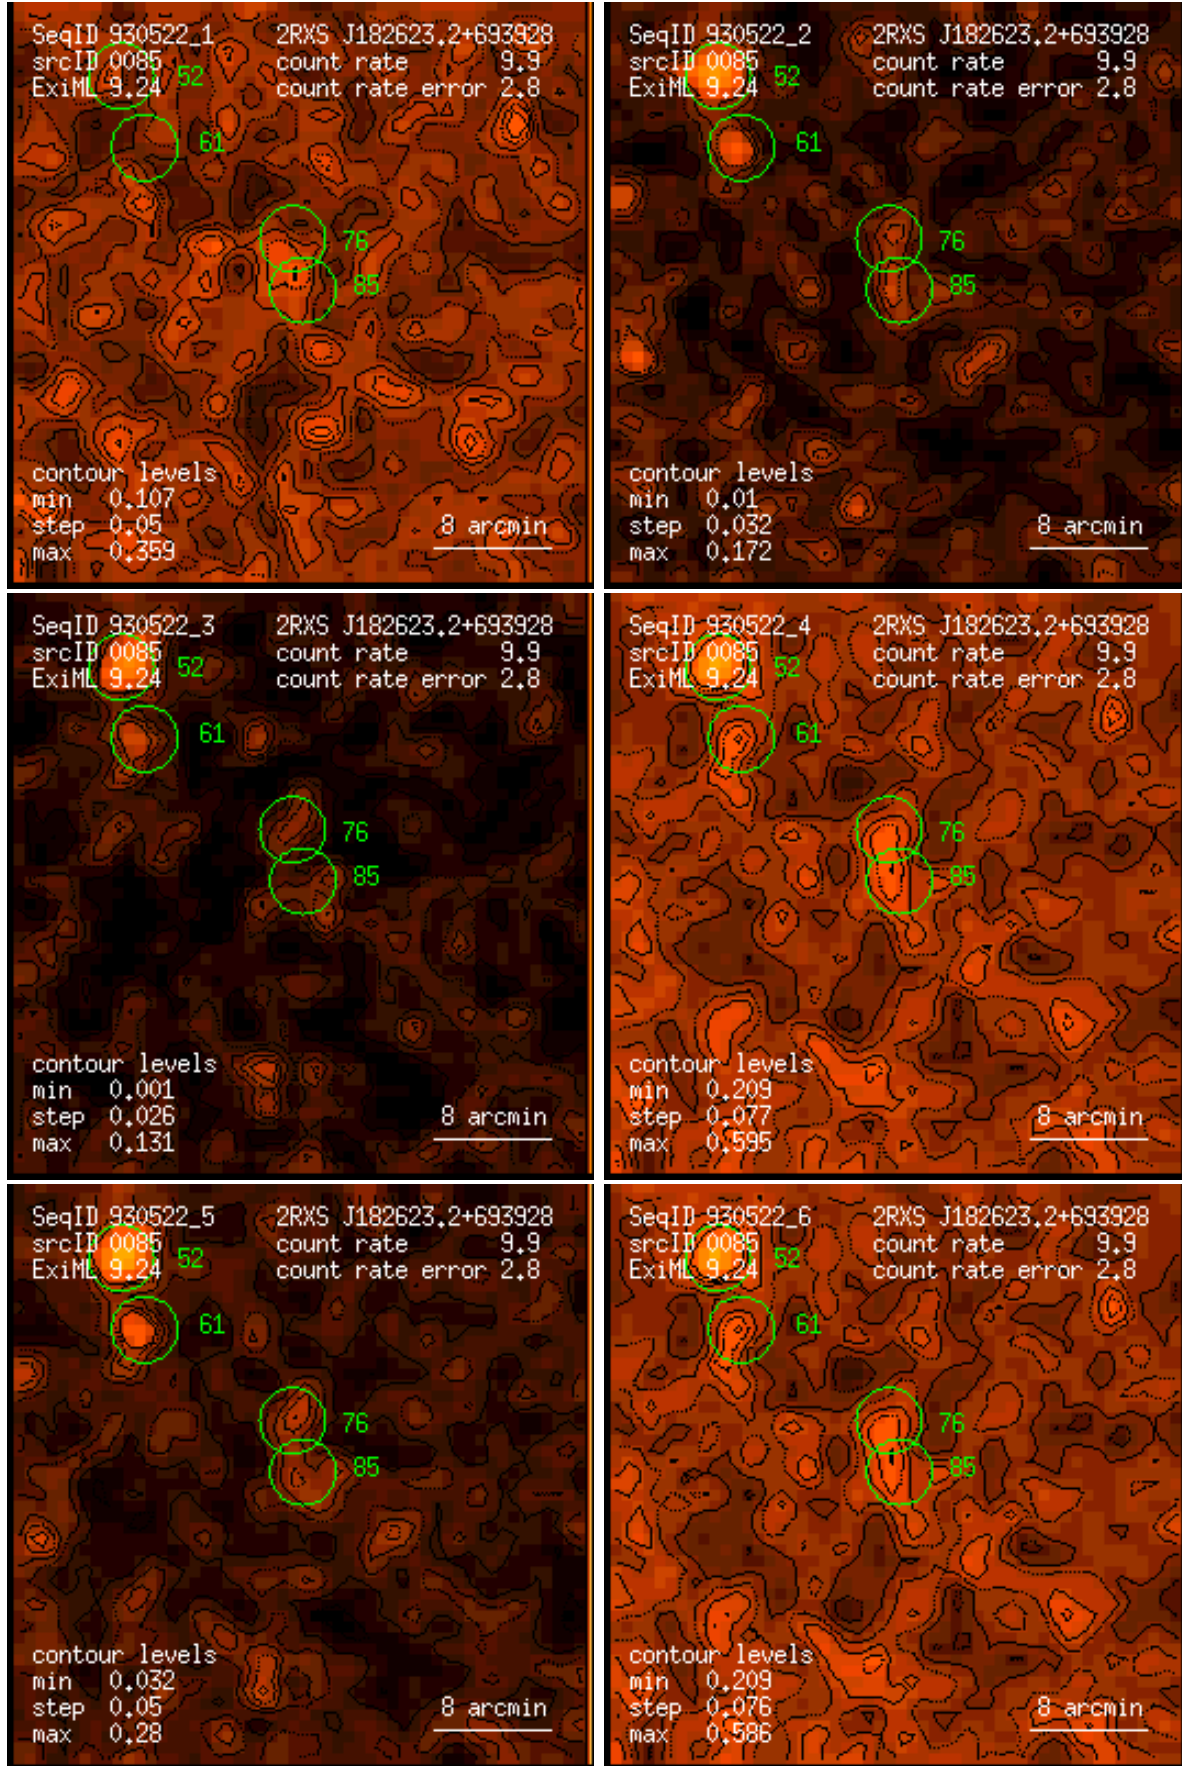 SeqID 930522_1 2RXS J182623.2+693928
srcID 0085 count rate 9.9
ExiML 9.24 count rate error 2.8
52
61
76
85
contour levels
min 0.107
step 0.05
max 0.359
8 arcmin
SeqID 930522_2 2RXS J182623.2+693928
srcID 0085 count rate 9.9
ExiML 9.24 count rate error 2.8
52
61
76
85
contour levels
min 0.01
step 0.032
max 0.172
8 arcmin
SeqID 930522_3 2RXS J182623.2+693928
srcID 0085 count rate 9.9
ExiML 9.24 count rate error 2.8
52
61
76
85
contour levels
min 0.001
step 0.026
max 0.131
8 arcmin
SeqID 930522_4 2RXS J182623.2+693928
srcID 0085 count rate 9.9
ExiML 9.24 count rate error 2.8
52
61
76
85
contour levels
min 0.209
step 0.077
max 0.595
8 arcmin
SeqID 930522_5 2RXS J182623.2+693928
srcID 0085 count rate 9.9
ExiML 9.24 count rate error 2.8
52
61
76
85
contour levels
min 0.032
step 0.05
max 0.28
8 arcmin
SeqID 930522_6 2RXS J182623.2+693928
srcID 0085 count rate 9.9
ExiML 9.24 count rate error 2.8
52
61
76
85
contour levels
min 0.209
step 0.076
max 0.586
8 arcmin